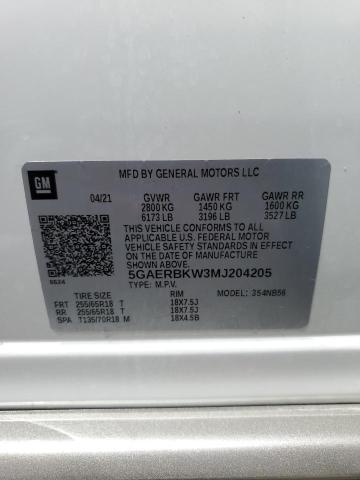 GM
MFD BY GENERAL MOTORS LLC
04/21 GVWR GAWR FRT GAWR RR
2800 KG 1450 KG 1600 KG
6173 LB 3196 LB 3527 LB
THIS VEHICLE CONFORMS TO ALL
APPLICABLE U.S. FEDERAL MOTOR
VEHICLE SAFETY STANDARDS IN EFFECT
ON THE DATE OF MANUFACTURE
SHOWN ABOVE.
5GAERBKW3MJ204205
TYPE: M.P.V. MODEL: 354NB56
TIRE SIZE RIM
FRT 255/65R18 T 18X7.5J
RR 255/65R18 T 18X7.5J
SPA T135/70R18 M 18X4.5B